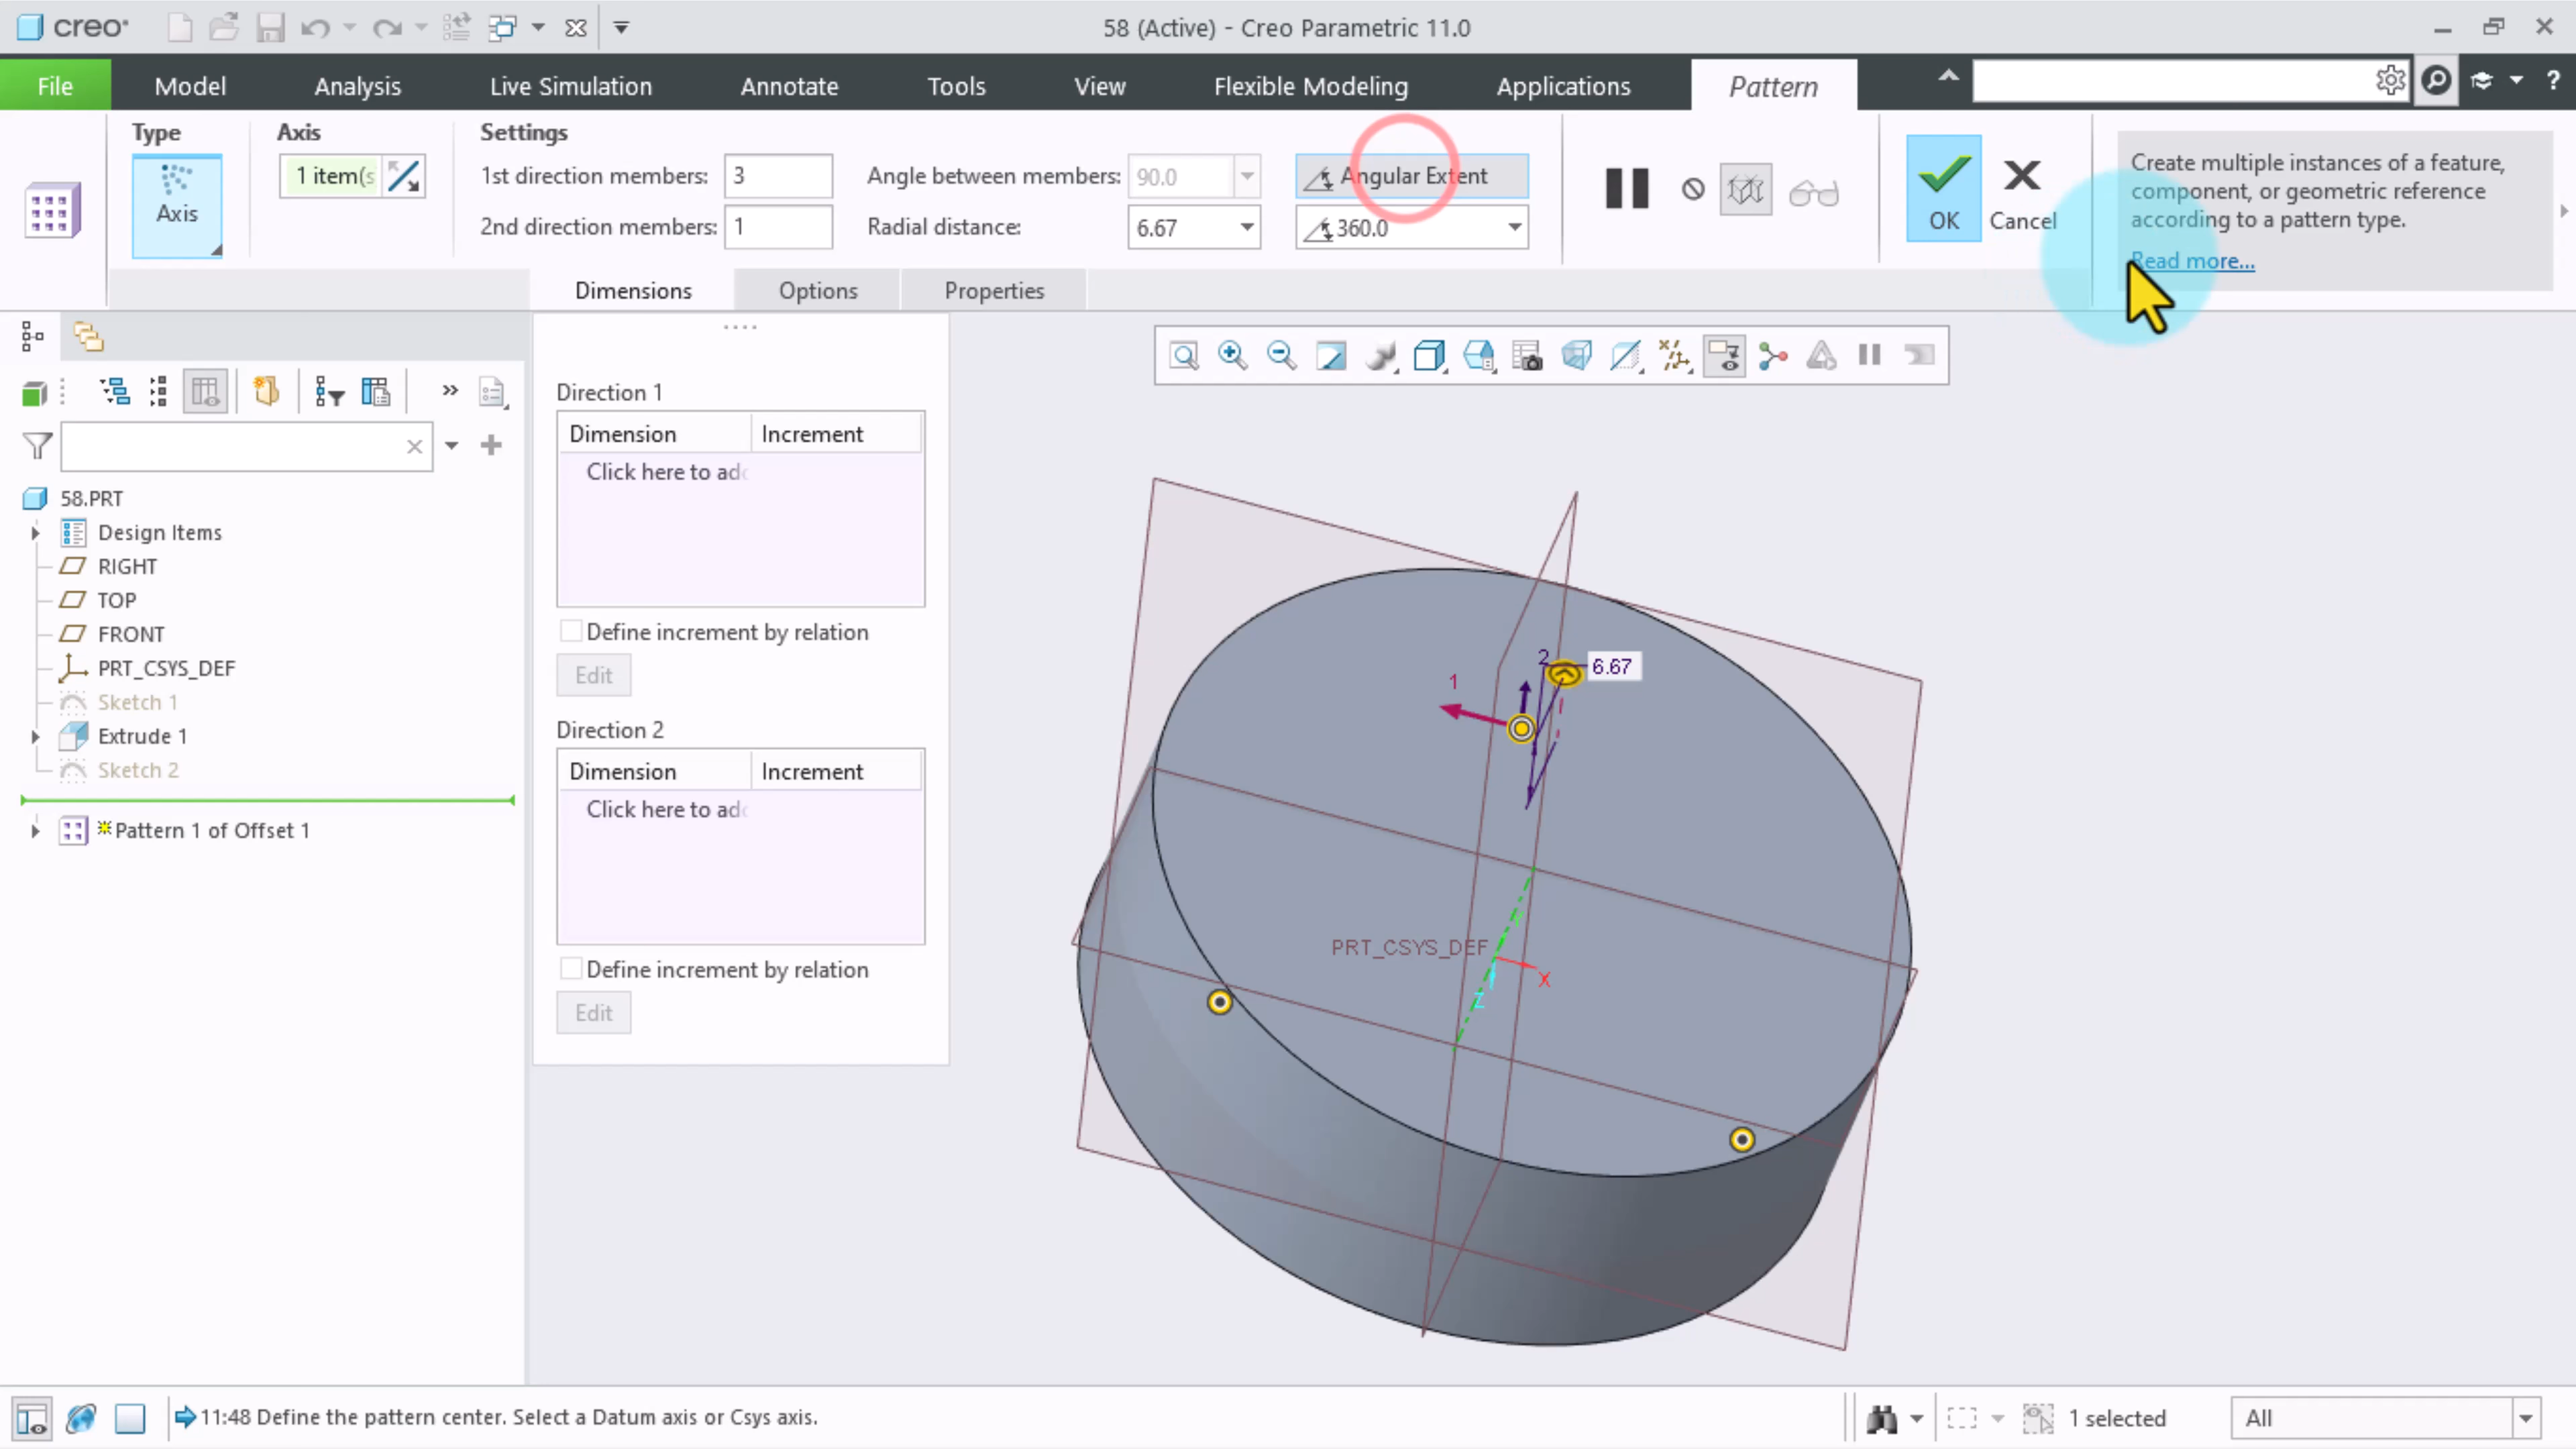 creo
58 (Active) - Creo Parametric 11.0
File Model Analysis Live Simulation Annotate Tools View Flexible Modeling Applications Pattern
Type Axis Settings
Axis
1 item(s
1st direction members: 3 Angle between members: 90.0 Angular Extent
2nd direction members: 1 Radial distance: 6.67 360.0
OK Cancel
Create multiple instances of a feature,
component, or geometric reference
according to a pattern type.
Read more...
Dimensions Options Properties
Direction 1
Dimension Increment
Click here to add
Define increment by relation
Edit
Direction 2
Dimension Increment
Click here to add
Define increment by relation
Edit
58.PRT
Design Items
RIGHT
TOP
FRONT
PRT_CSYS_DEF
Sketch 1
Extrude 1
Sketch 2
Pattern 1 of Offset 1
1
2
6.67
PRT_CSYS_DEF
X
Z
11:48 Define the pattern center. Select a Datum axis or Csys axis.
1 selected
All